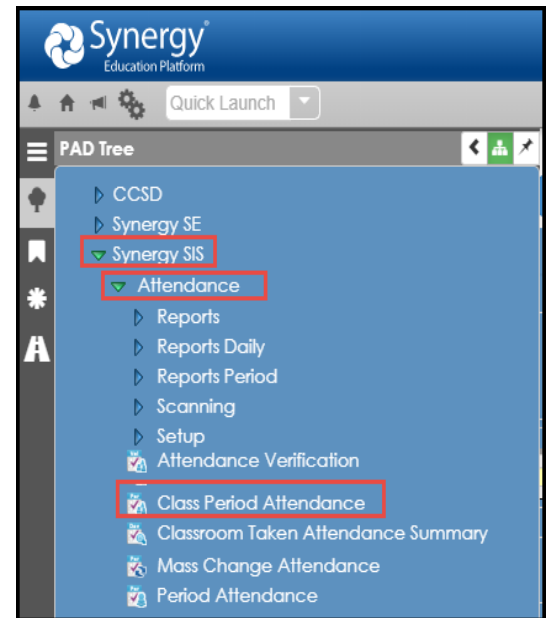 Synergy
Education Platform
Quick Launch
PAD Tree
CCSD
Synergy SE
Synergy SIS
Attendance
Reports
Reports Daily
Reports Period
Scanning
Setup
Attendance Verification
Class Period Attendance
Classroom Taken Attendance Summary
Mass Change Attendance
Period Attendance